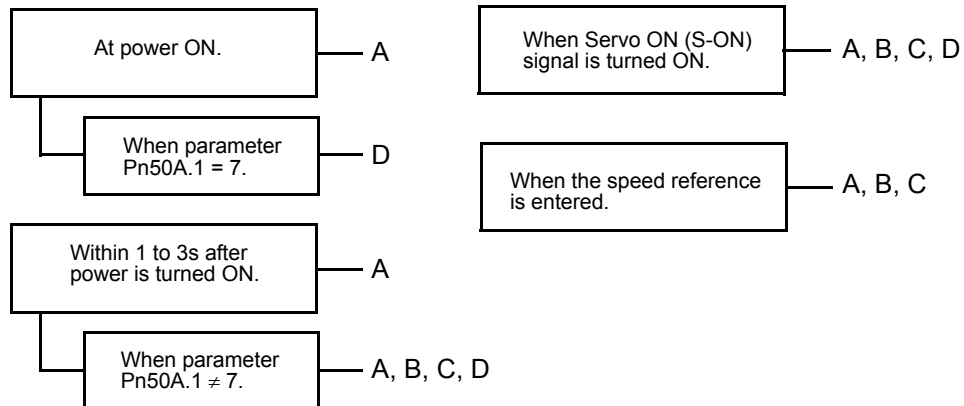 At power ON.
A
When parameter
Pn50A.1 = 7.
D
Within 1 to 3s after
power is turned ON.
A
When parameter
Pn50A.1 ≠ 7.
A, B, C, D
When Servo ON (S-ON)
signal is turned ON.
A, B, C, D
When the speed reference
is entered.
A, B, C